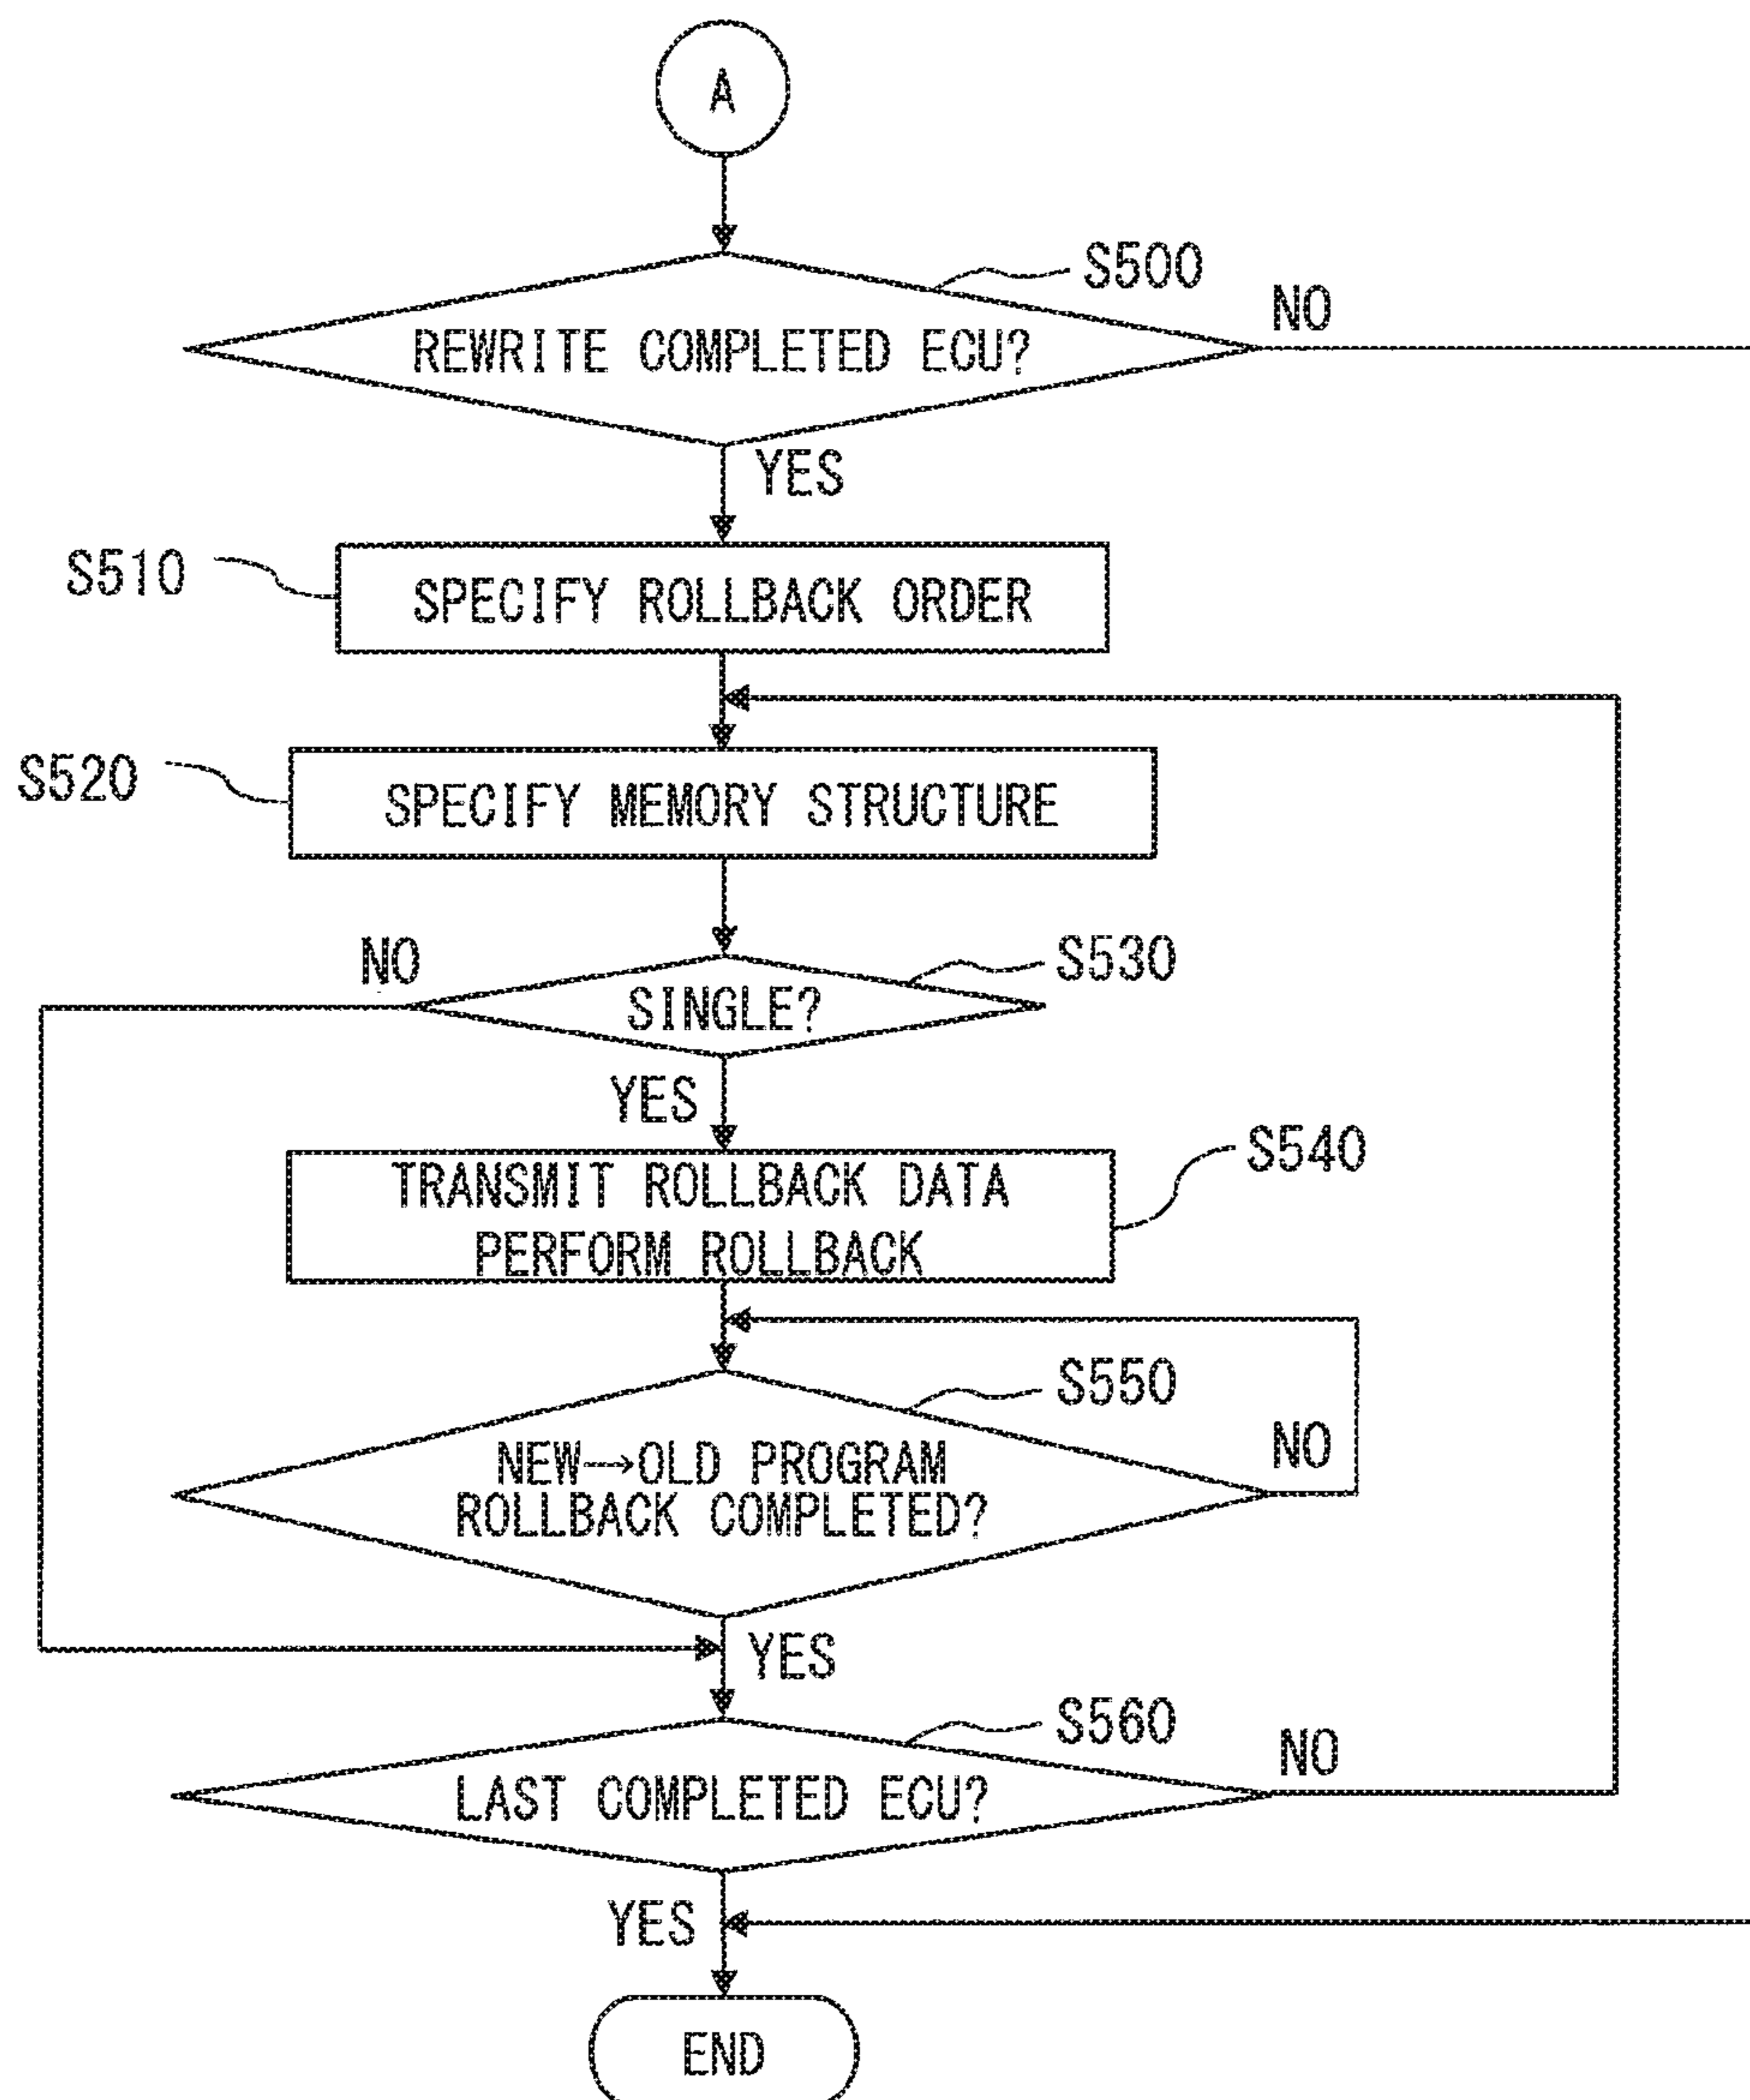 A
S500
NO
REWRITE COMPLETED ECU?
YES
S510
SPECIFY ROLLBACK ORDER
S520
SPECIFY MEMORY STRUCTURE
NO
S530
SINGLE?
YES
S540
TRANSMIT ROLLBACK DATA
PERFORM ROLLBACK
S550
NO
NEW→OLD PROGRAM
ROLLBACK COMPLETED?
YES
S560
NO
LAST COMPLETED ECU?
YES
END